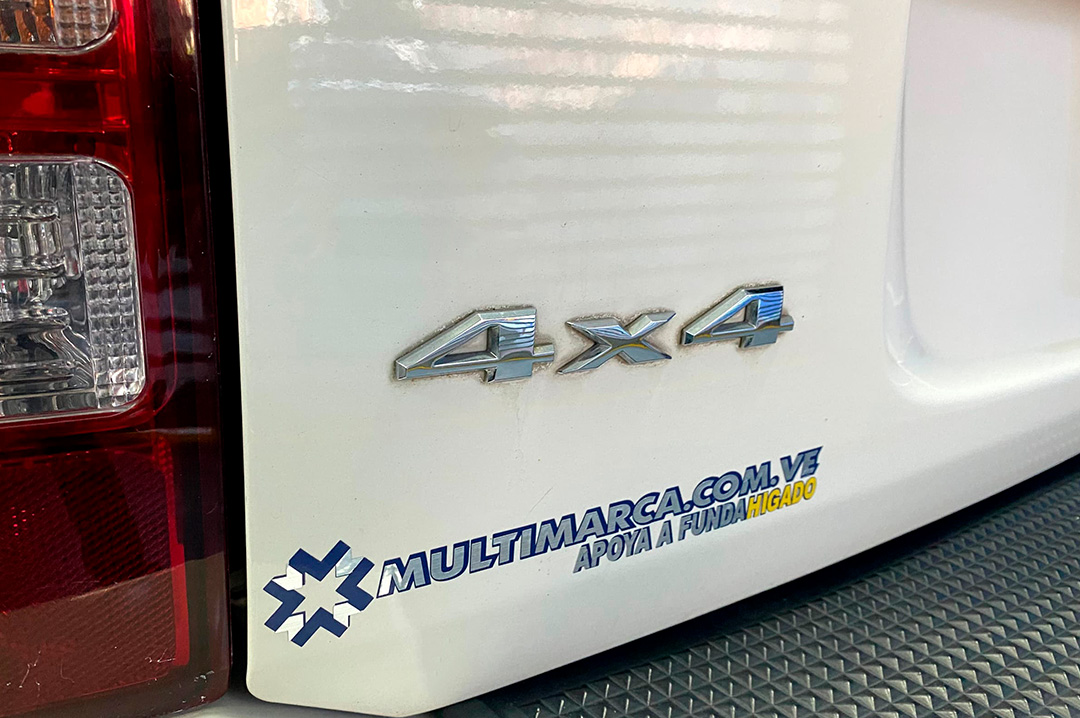 4x4
MULTIMARCA.COM.VE
APOYA A FUNDAHIGADO